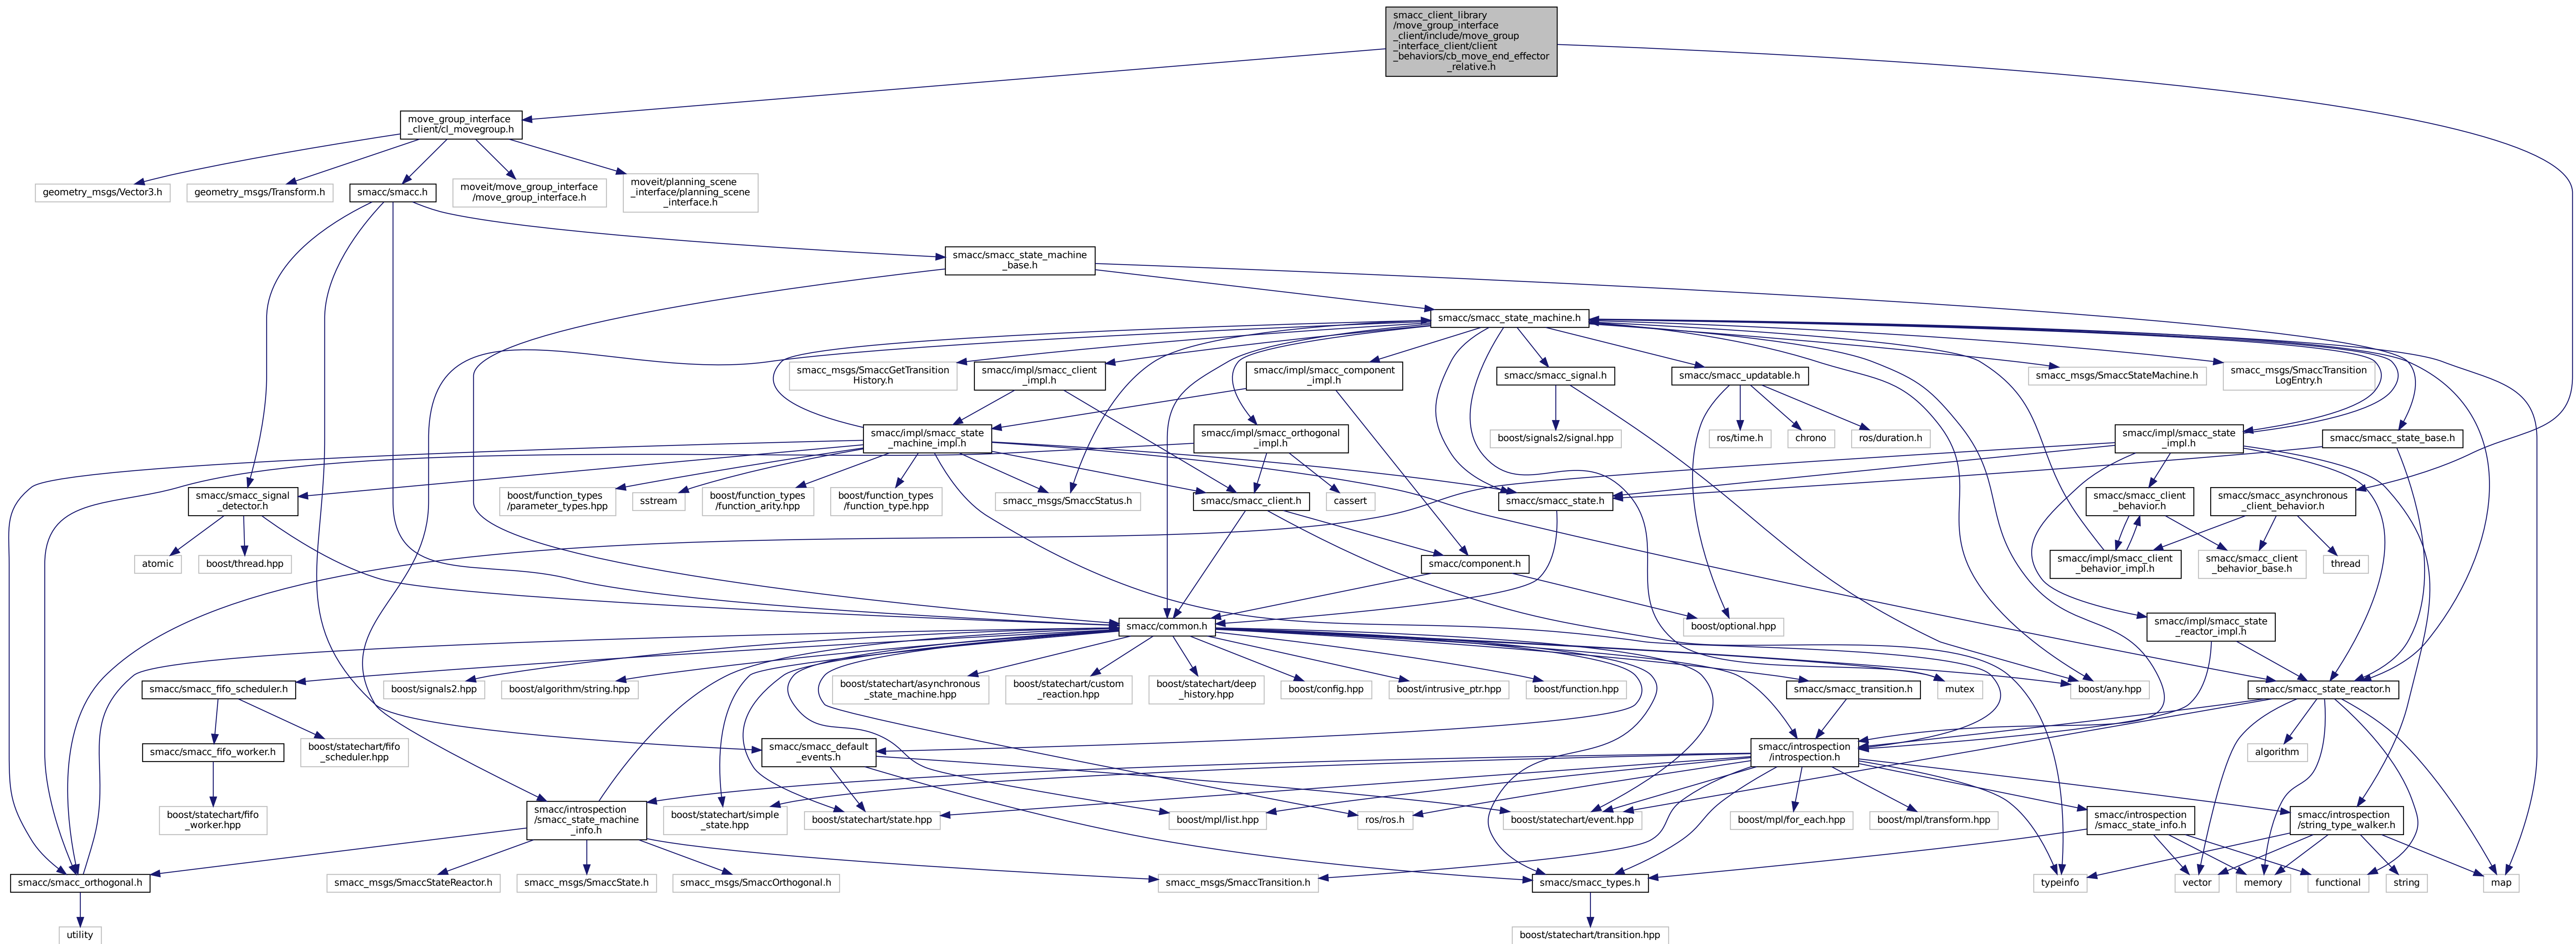 smacc_client_library
/move_group_interface
_client/include/move_group
_interface_client/client
_behaviors/cb_move_end_effector
_relative.h
move_group_interface
_client/cl_movegroup.h
geometry_msgs/Vector3.h
geometry_msgs/Transform.h
smacc/smacc.h
moveit/move_group_interface
/move_group_interface.h
moveit/planning_scene
_interface/planning_scene
_interface.h
smacc/smacc_state_machine
_base.h
smacc/smacc_state_machine.h
smacc_msgs/SmaccGetTransition
History.h
smacc/impl/smacc_client
_impl.h
smacc/impl/smacc_component
_impl.h
smacc/smacc_signal.h
smacc/smacc_updatable.h
smacc_msgs/SmaccStateMachine.h
smacc_msgs/SmaccTransition
LogEntry.h
smacc/impl/smacc_state
_machine_impl.h
smacc/impl/smacc_orthogonal
_impl.h
boost/signals2/signal.hpp
ros/time.h
chrono
ros/duration.h
smacc/impl/smacc_state
_impl.h
smacc/smacc_state_base.h
smacc/smacc_signal
_detector.h
boost/function_types
/parameter_types.hpp
sstream
boost/function_types
/function_arity.hpp
boost/function_types
/function_type.hpp
smacc_msgs/SmaccStatus.h
smacc/smacc_client.h
cassert
smacc/smacc_state.h
smacc/smacc_client
_behavior.h
smacc/smacc_asynchronous
_client_behavior.h
atomic
boost/thread.hpp
smacc/component.h
smacc/impl/smacc_client
_behavior_impl.h
smacc/smacc_client
_behavior_base.h
thread
smacc/common.h
boost/optional.hpp
smacc/impl/smacc_state
_reactor_impl.h
smacc/smacc_fifo_scheduler.h
boost/signals2.hpp
boost/algorithm/string.hpp
boost/statechart/asynchronous
_state_machine.hpp
boost/statechart/custom
_reaction.hpp
boost/statechart/deep
_history.hpp
boost/config.hpp
boost/intrusive_ptr.hpp
boost/function.hpp
smacc/smacc_transition.h
mutex
boost/any.hpp
smacc/smacc_state_reactor.h
smacc/smacc_fifo_worker.h
boost/statechart/fifo
_scheduler.hpp
smacc/smacc_default
_events.h
smacc/introspection
/introspection.h
algorithm
boost/statechart/fifo
_worker.hpp
smacc/introspection
/smacc_state_machine
_info.h
boost/statechart/simple
_state.hpp
boost/statechart/state.hpp
boost/mpl/list.hpp
ros/ros.h
boost/statechart/event.hpp
boost/mpl/for_each.hpp
boost/mpl/transform.hpp
smacc/introspection
/smacc_state_info.h
smacc/introspection
/string_type_walker.h
smacc/smacc_orthogonal.h
smacc_msgs/SmaccStateReactor.h
smacc_msgs/SmaccState.h
smacc_msgs/SmaccOrthogonal.h
smacc_msgs/SmaccTransition.h
smacc/smacc_types.h
typeinfo
vector
memory
functional
string
map
utility
boost/statechart/transition.hpp